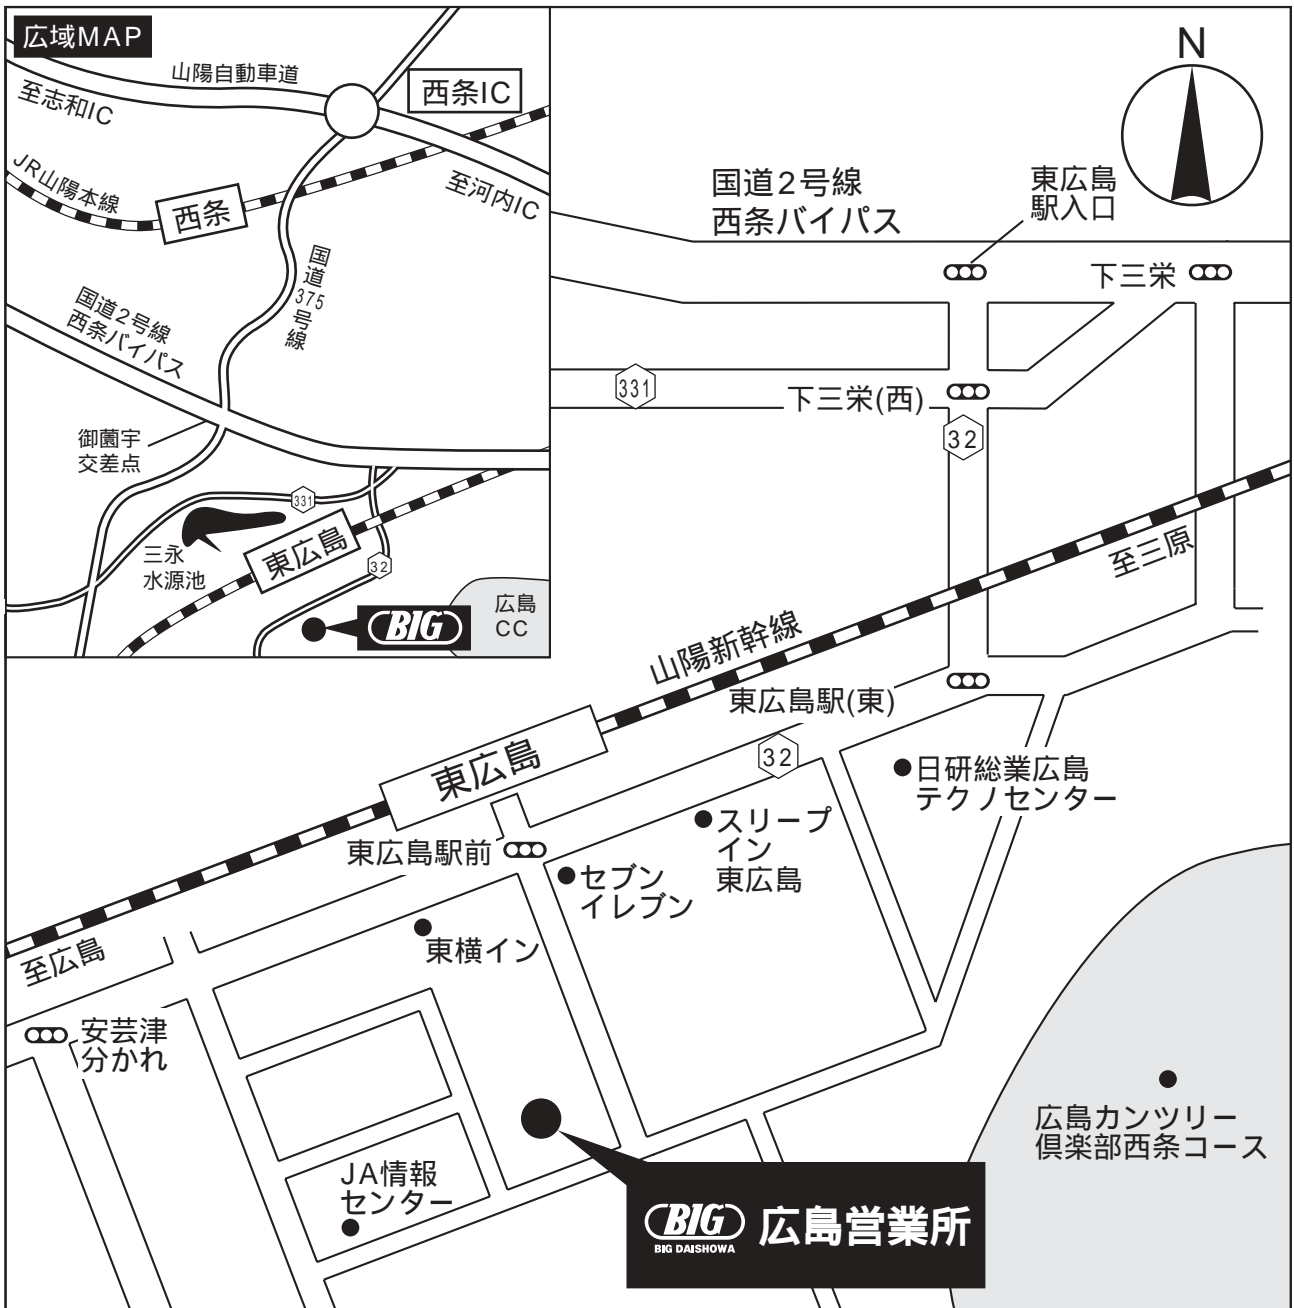 広域MAP
山陽自動車道
至志和IC
西条IC
JR山陽本線
西条
至河内IC
国道375号線
国道2号線
西条バイパス
御薗宇
交差点
331
三永
水源池
東広島
32
BIG
広島
CC
N
国道2号線
西条バイパス
東広島
駅入口
下三栄
331
下三栄(西)
32
至三原
山陽新幹線
東広島駅(東)
32
東広島
日研総業広島
テクノセンター
スリープ
イン
東広島
東広島駅前
セブン
イレブン
東横イン
至広島
安芸津
分かれ
広島カンツリー
倶楽部西条コース
JA情報
センター
BIG
BIG DAISHOWA
広島営業所